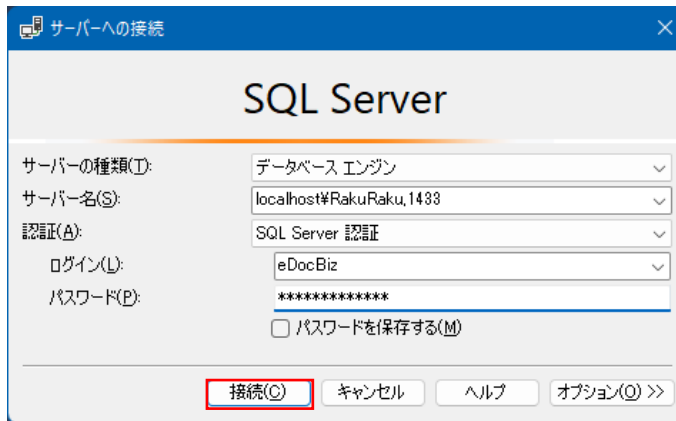 サーバーへの接続
SQL Server
サーバーの種類(T): データベース エンジン
サーバー名(S): localhost¥RakuRaku,1433
認証(A): SQL Server 認証
ログイン(L): eDocBiz
パスワード(P): *************
パスワードを保存する(M)
接続(C) キャンセル ヘルプ オプション(O) >>